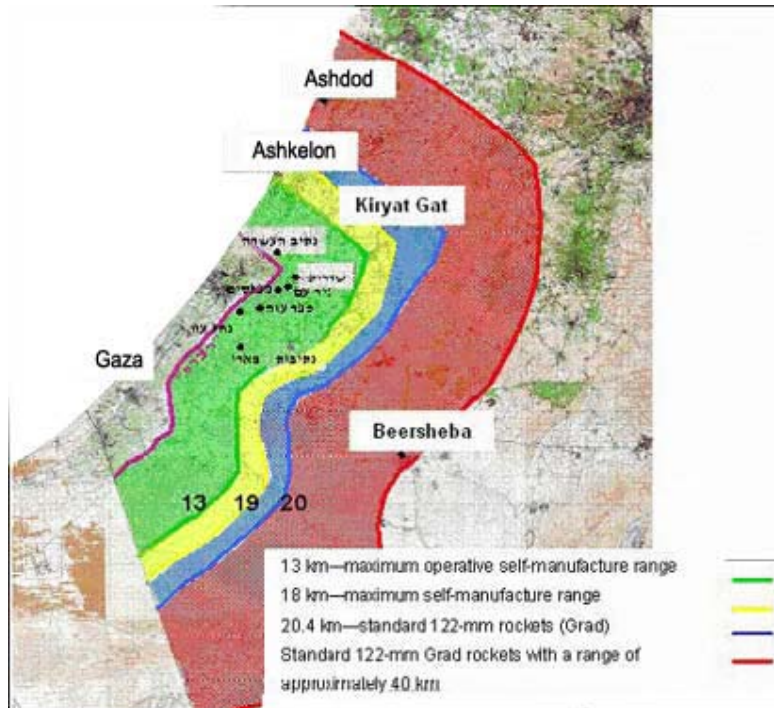 Ashdod
Ashkelon
Kiryat Gat
נתיב העשרה
שדרות
ניר עם
מפלסים
כפר עזה
נחל עוז
Gaza
בארי
נתיבות
Beersheba
13 19 20
13 km—maximum operative self-manufacture range
18 km—maximum self-manufacture range
20.4 km—standard 122-mm rockets (Grad)
Standard 122-mm Grad rockets with a range of
approximately 40 km